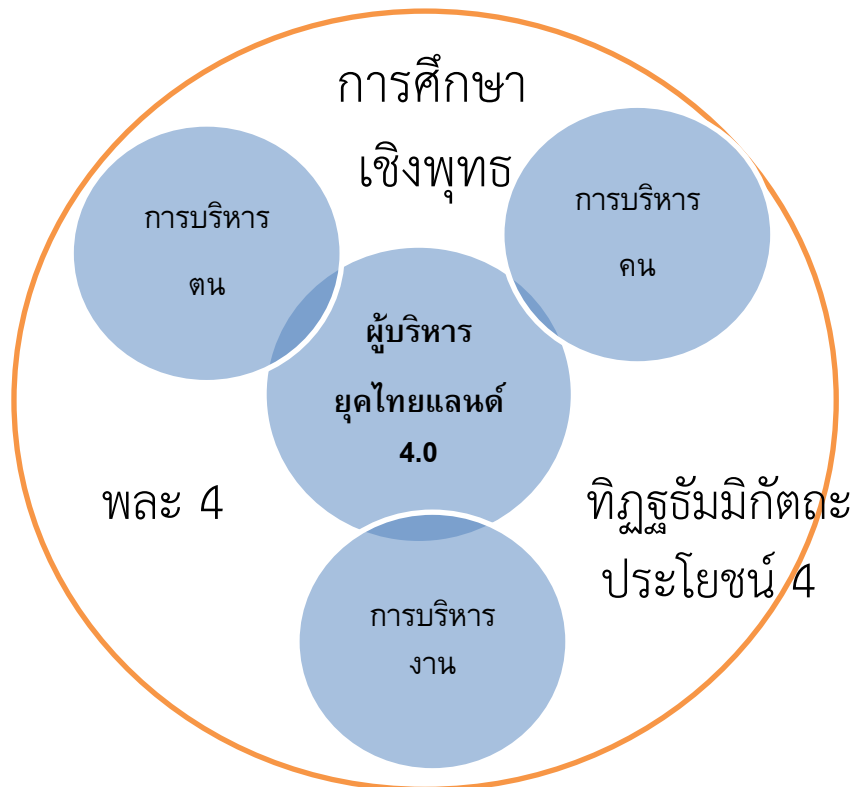 การศึกษา
เชิงพุทธ
การบริหาร
ตน
การบริหาร
คน
ผู้บริหาร
ยุคไทยแลนด์
4.0
พละ 4
ทิฏฐธัมมิกัตถะ
ประโยชน์ 4
การบริหาร
งาน